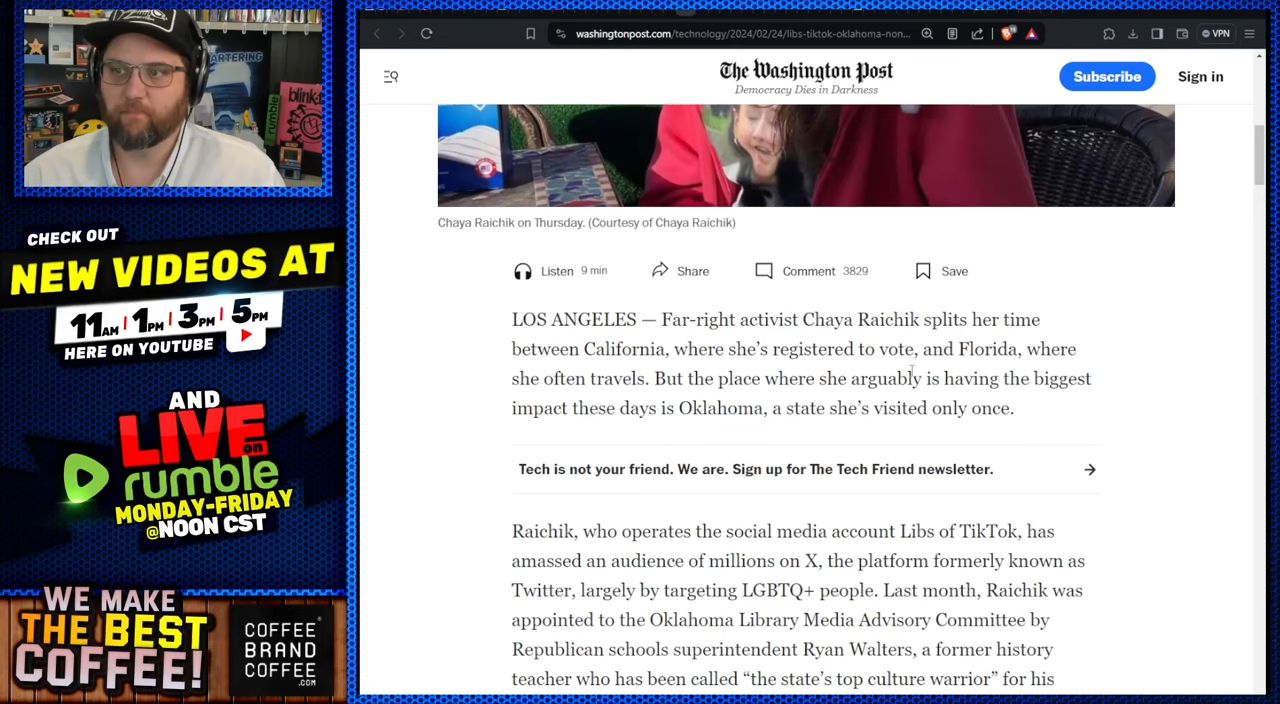 washingtonpost.com/technology/2024/02/24/libs-tiktok-oklahoma-non...
VPN
The Washington Post
Democracy Dies in Darkness
Subscribe
Sign in
Chaya Raichik on Thursday. (Courtesy of Chaya Raichik)
Listen 9 min
Share
Comment 3829
Save
LOS ANGELES — Far-right activist Chaya Raichik splits her time
between California, where she's registered to vote, and Florida, where
she often travels. But the place where she arguably is having the biggest
impact these days is Oklahoma, a state she's visited only once.
Tech is not your friend. We are. Sign up for The Tech Friend newsletter.
Raichik, who operates the social media account Libs of TikTok, has
amassed an audience of millions on X, the platform formerly known as
Twitter, largely by targeting LGBTQ+ people. Last month, Raichik was
appointed to the Oklahoma Library Media Advisory Committee by
Republican schools superintendent Ryan Walters, a former history
teacher who has been called “the state's top culture warrior” for his
rumble
blink
CHECK OUT
NEW VIDEOS AT
11AM | 1PM | 3PM | 5PM
HERE ON YOUTUBE
AND
LIVE on
rumble
MONDAY-FRIDAY
@NOON CST
WE MAKE
THE BEST
COFFEE!
COFFEE
BRAND
COFFEE
.COM